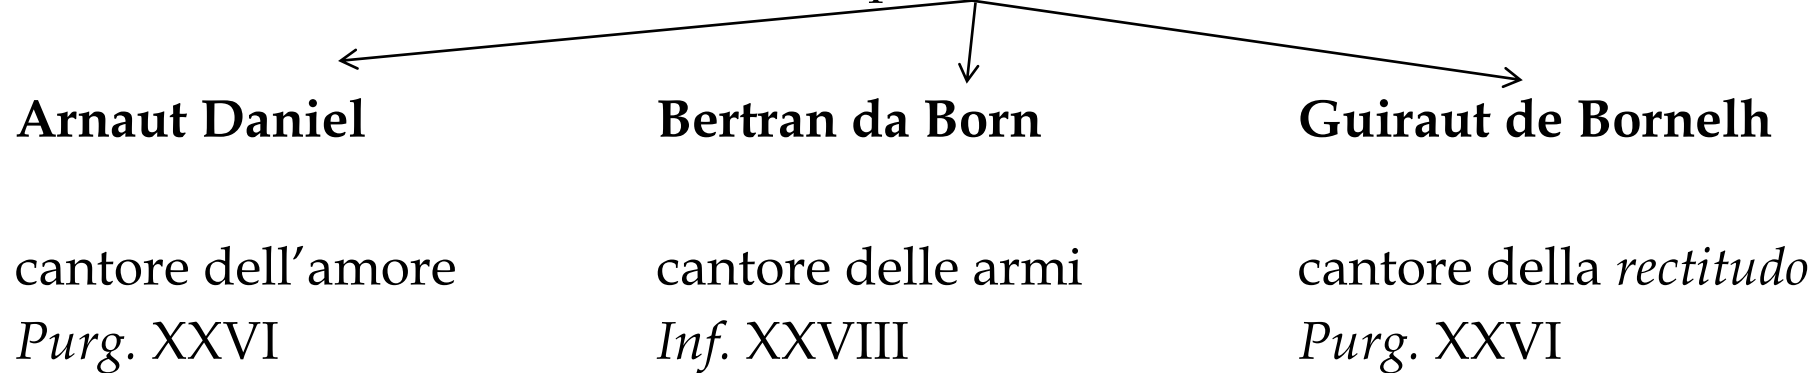 Arnaut Daniel Bertran da Born Guiraut de Bornelh
cantore dell’amore cantore delle armi cantore della rectitudo
Purg. XXVI Inf. XXVIII Purg. XXVI